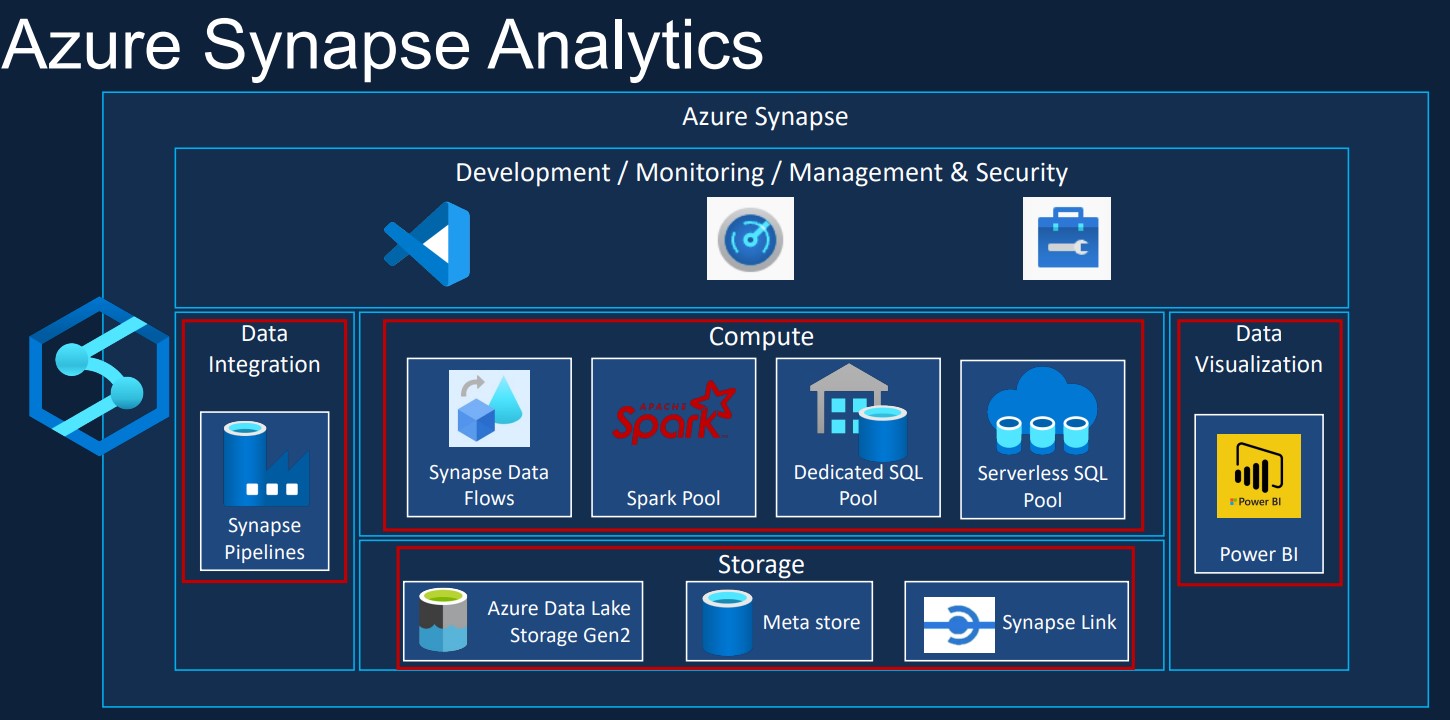 Azure Synapse Analytics
Azure Synapse
Development / Monitoring / Management & Security
Data
Integration
Synapse
Pipelines
Compute
Synapse Data
Flows
APACHE
Spark
Spark Pool
Dedicated SQL
Pool
Serverless SQL
Pool
Data
Visualization
Power BI
Power BI
Storage
Azure Data Lake
Storage Gen2
Meta store
Synapse Link